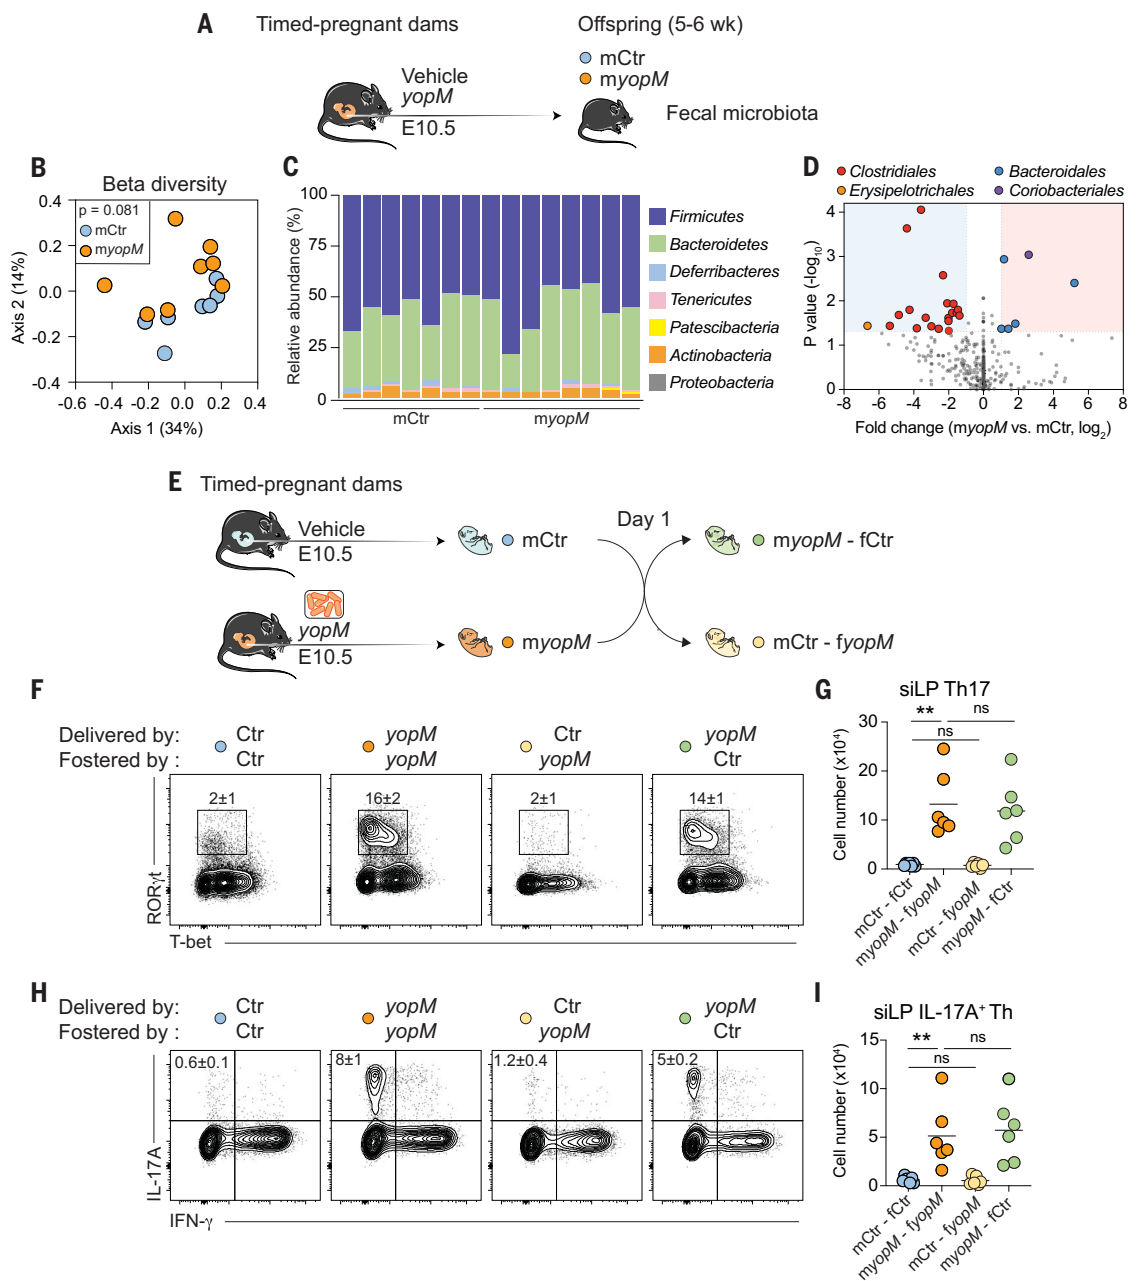 A
Timed-pregnant dams
Offspring (5-6 wk)
mCtr
myopM
Vehicle
yopM
E10.5
Fecal microbiota
B
Beta diversity
p = 0.081
mCtr
myopM
0.4
0.2
0.0
-0.2
-0.4
Axis 2 (14%)
-0.6 -0.4 -0.2 0.0 0.2 0.4
Axis 1 (34%)
C
100
75
50
25
0
Relative abundance (%)
mCtr myopM
Firmicutes
Bacteroidetes
Deferribacteres
Tenericutes
Patescibacteria
Actinobacteria
Proteobacteria
D
Clostridiales
Bacteroidales
Erysipelotrichales
Coriobacteriales
4
3
2
1
0
P value (-log10)
-8 -6 -4 -2 0 2 4 6 8
Fold change (myopM vs. mCtr, log2)
E
Timed-pregnant dams
Vehicle
E10.5
mCtr
Day 1
myopM - fCtr
yopM
E10.5
myopM
mCtr - fyopM
F
Delivered by: Ctr yopM Ctr yopM
Fostered by : Ctr yopM yopM Ctr
2±1 16±2 2±1 14±1
RORγt
T-bet
G
siLP Th17
** ns
ns
30
20
10
0
Cell number (x10⁴)
mCtr - fCtr
myopM - fyopM
mCtr - fyopM
myopM - fCtr
H
Delivered by: Ctr yopM Ctr yopM
Fostered by : Ctr yopM yopM Ctr
0.6±0.1 8±1 1.2±0.4 5±0.2
IL-17A
IFN-γ
I
siLP IL-17A⁺ Th
** ns
ns
15
10
5
0
Cell number (x10⁴)
mCtr - fCtr
myopM - fyopM
mCtr - fyopM
myopM - fCtr